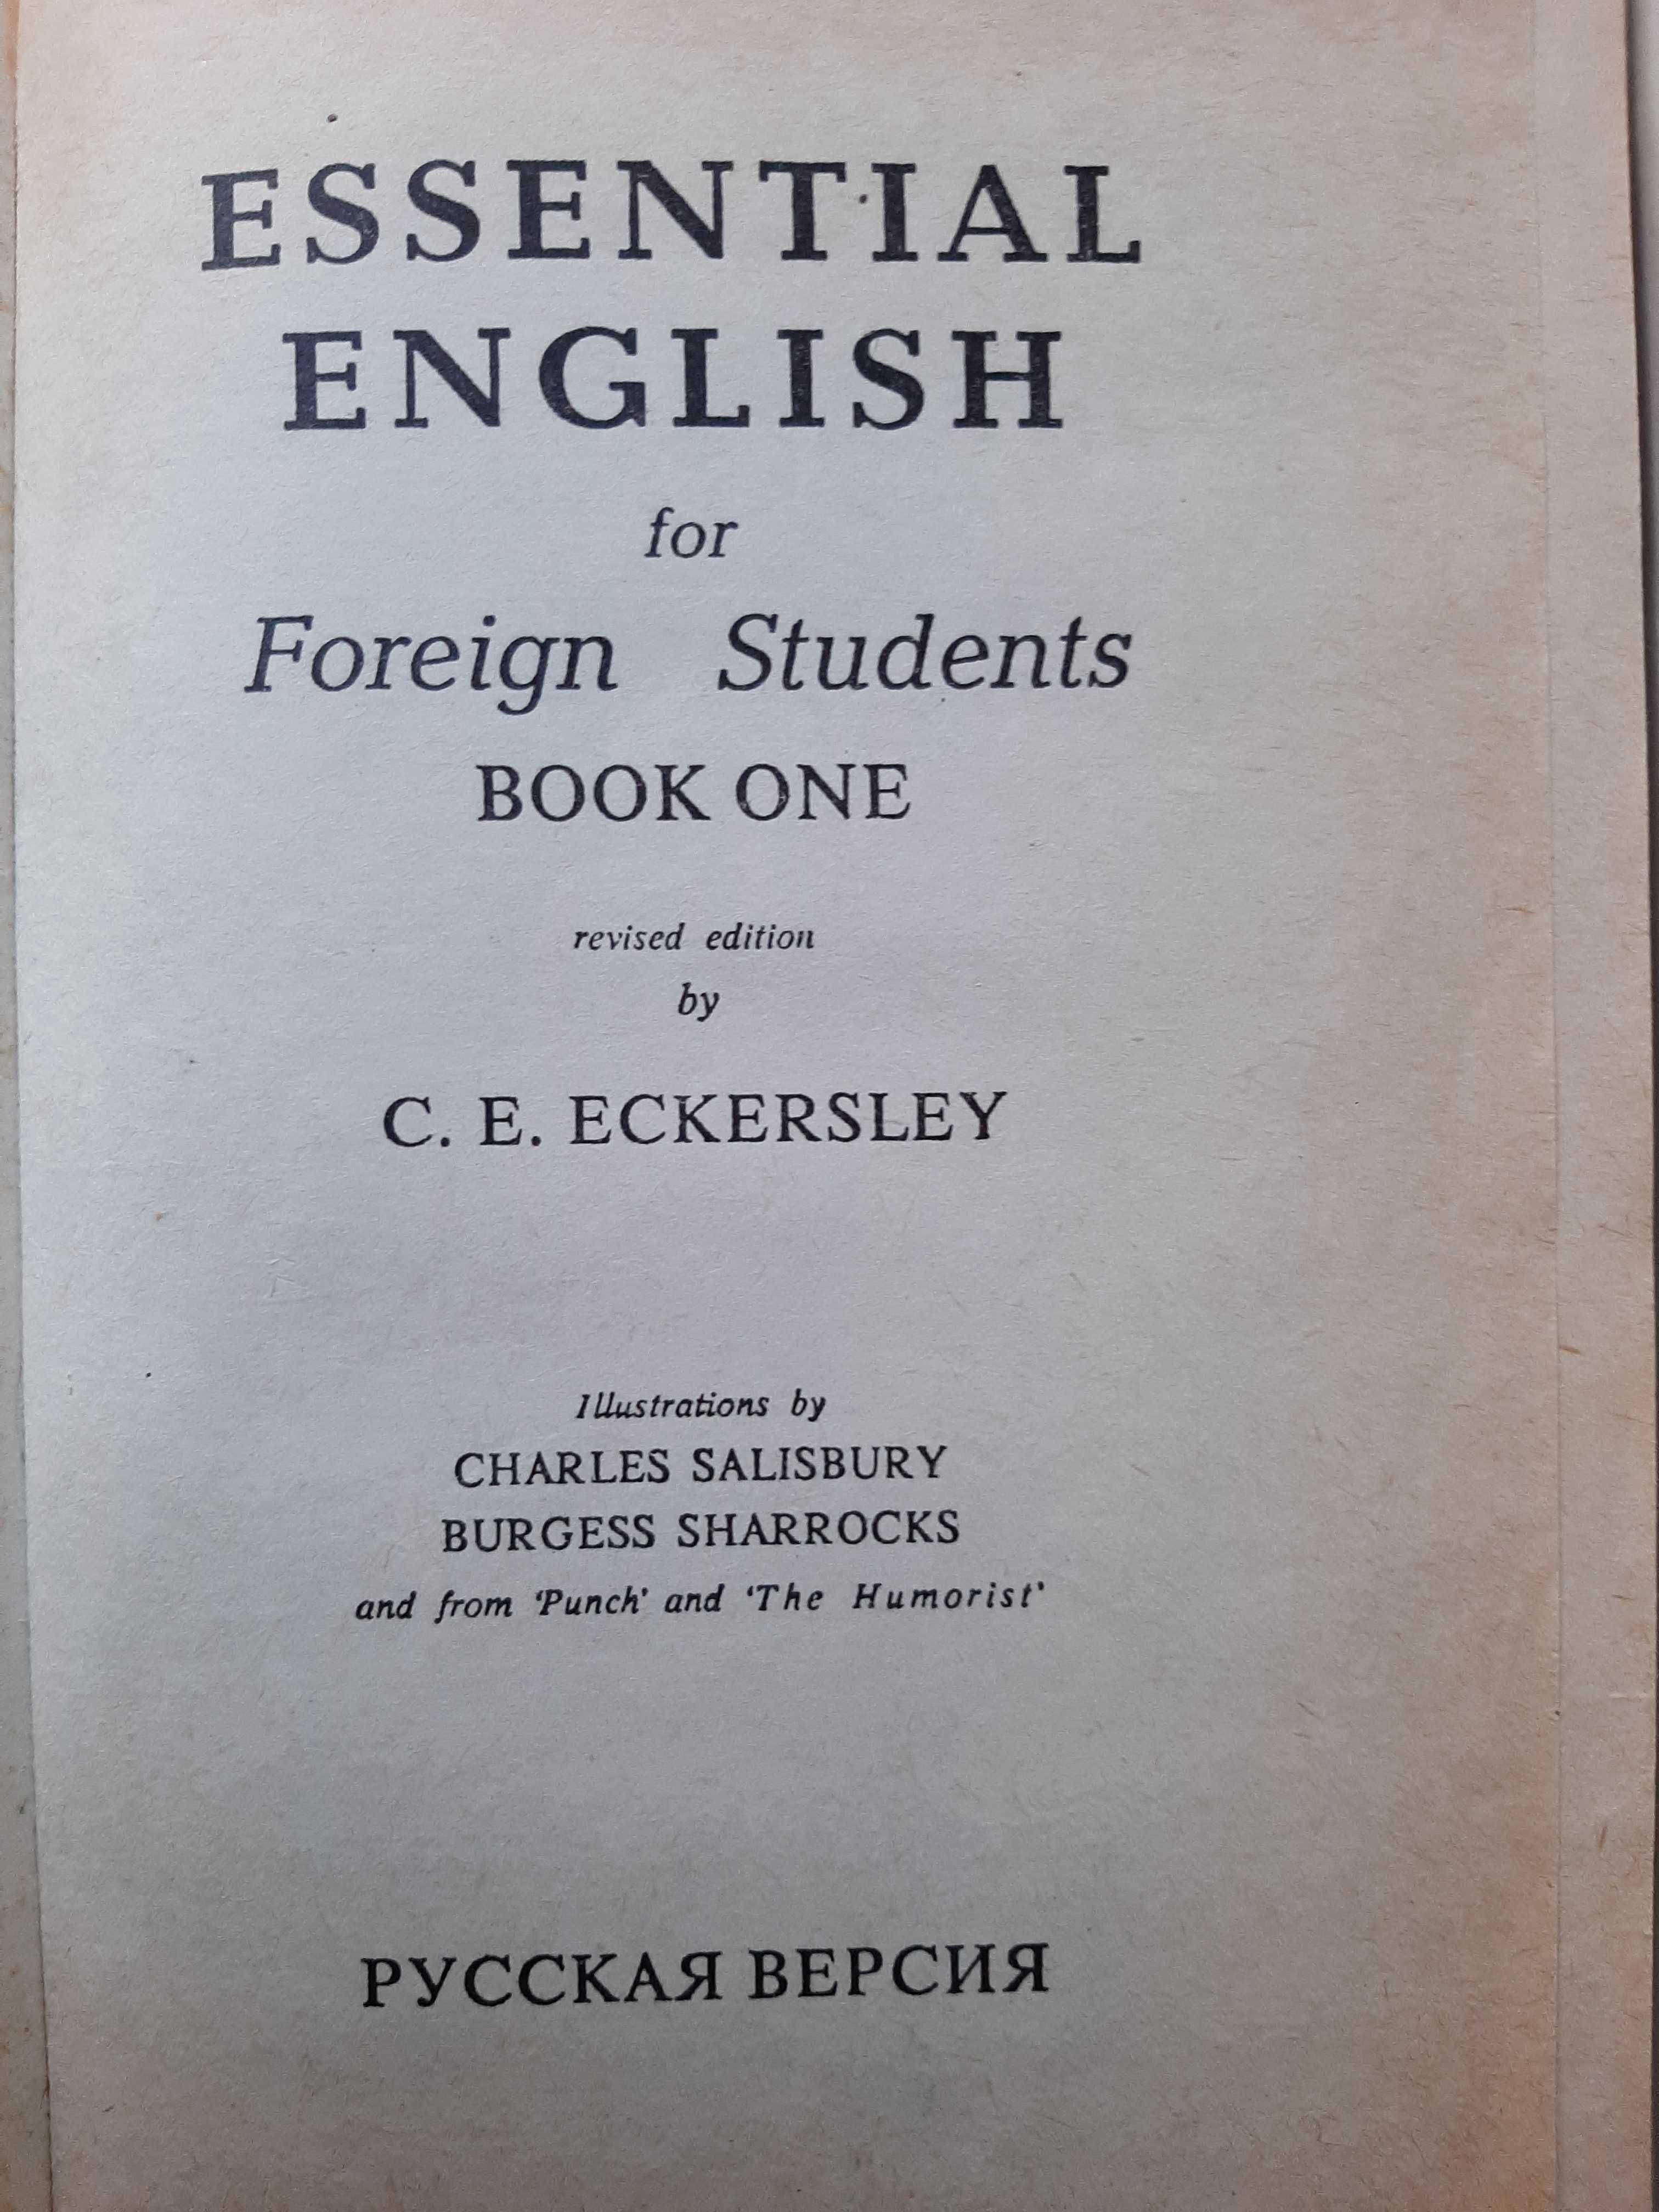 ESSENTIAL
ENGLISH
for
Foreign Students
BOOK ONE
revised edition
by
C. E. ECKERSLEY
Illustrations by
CHARLES SALISBURY
BURGESS SHARROCKS
and from ‘Punch’ and ‘The Humorist’
РУССКАЯ ВЕРСИЯ